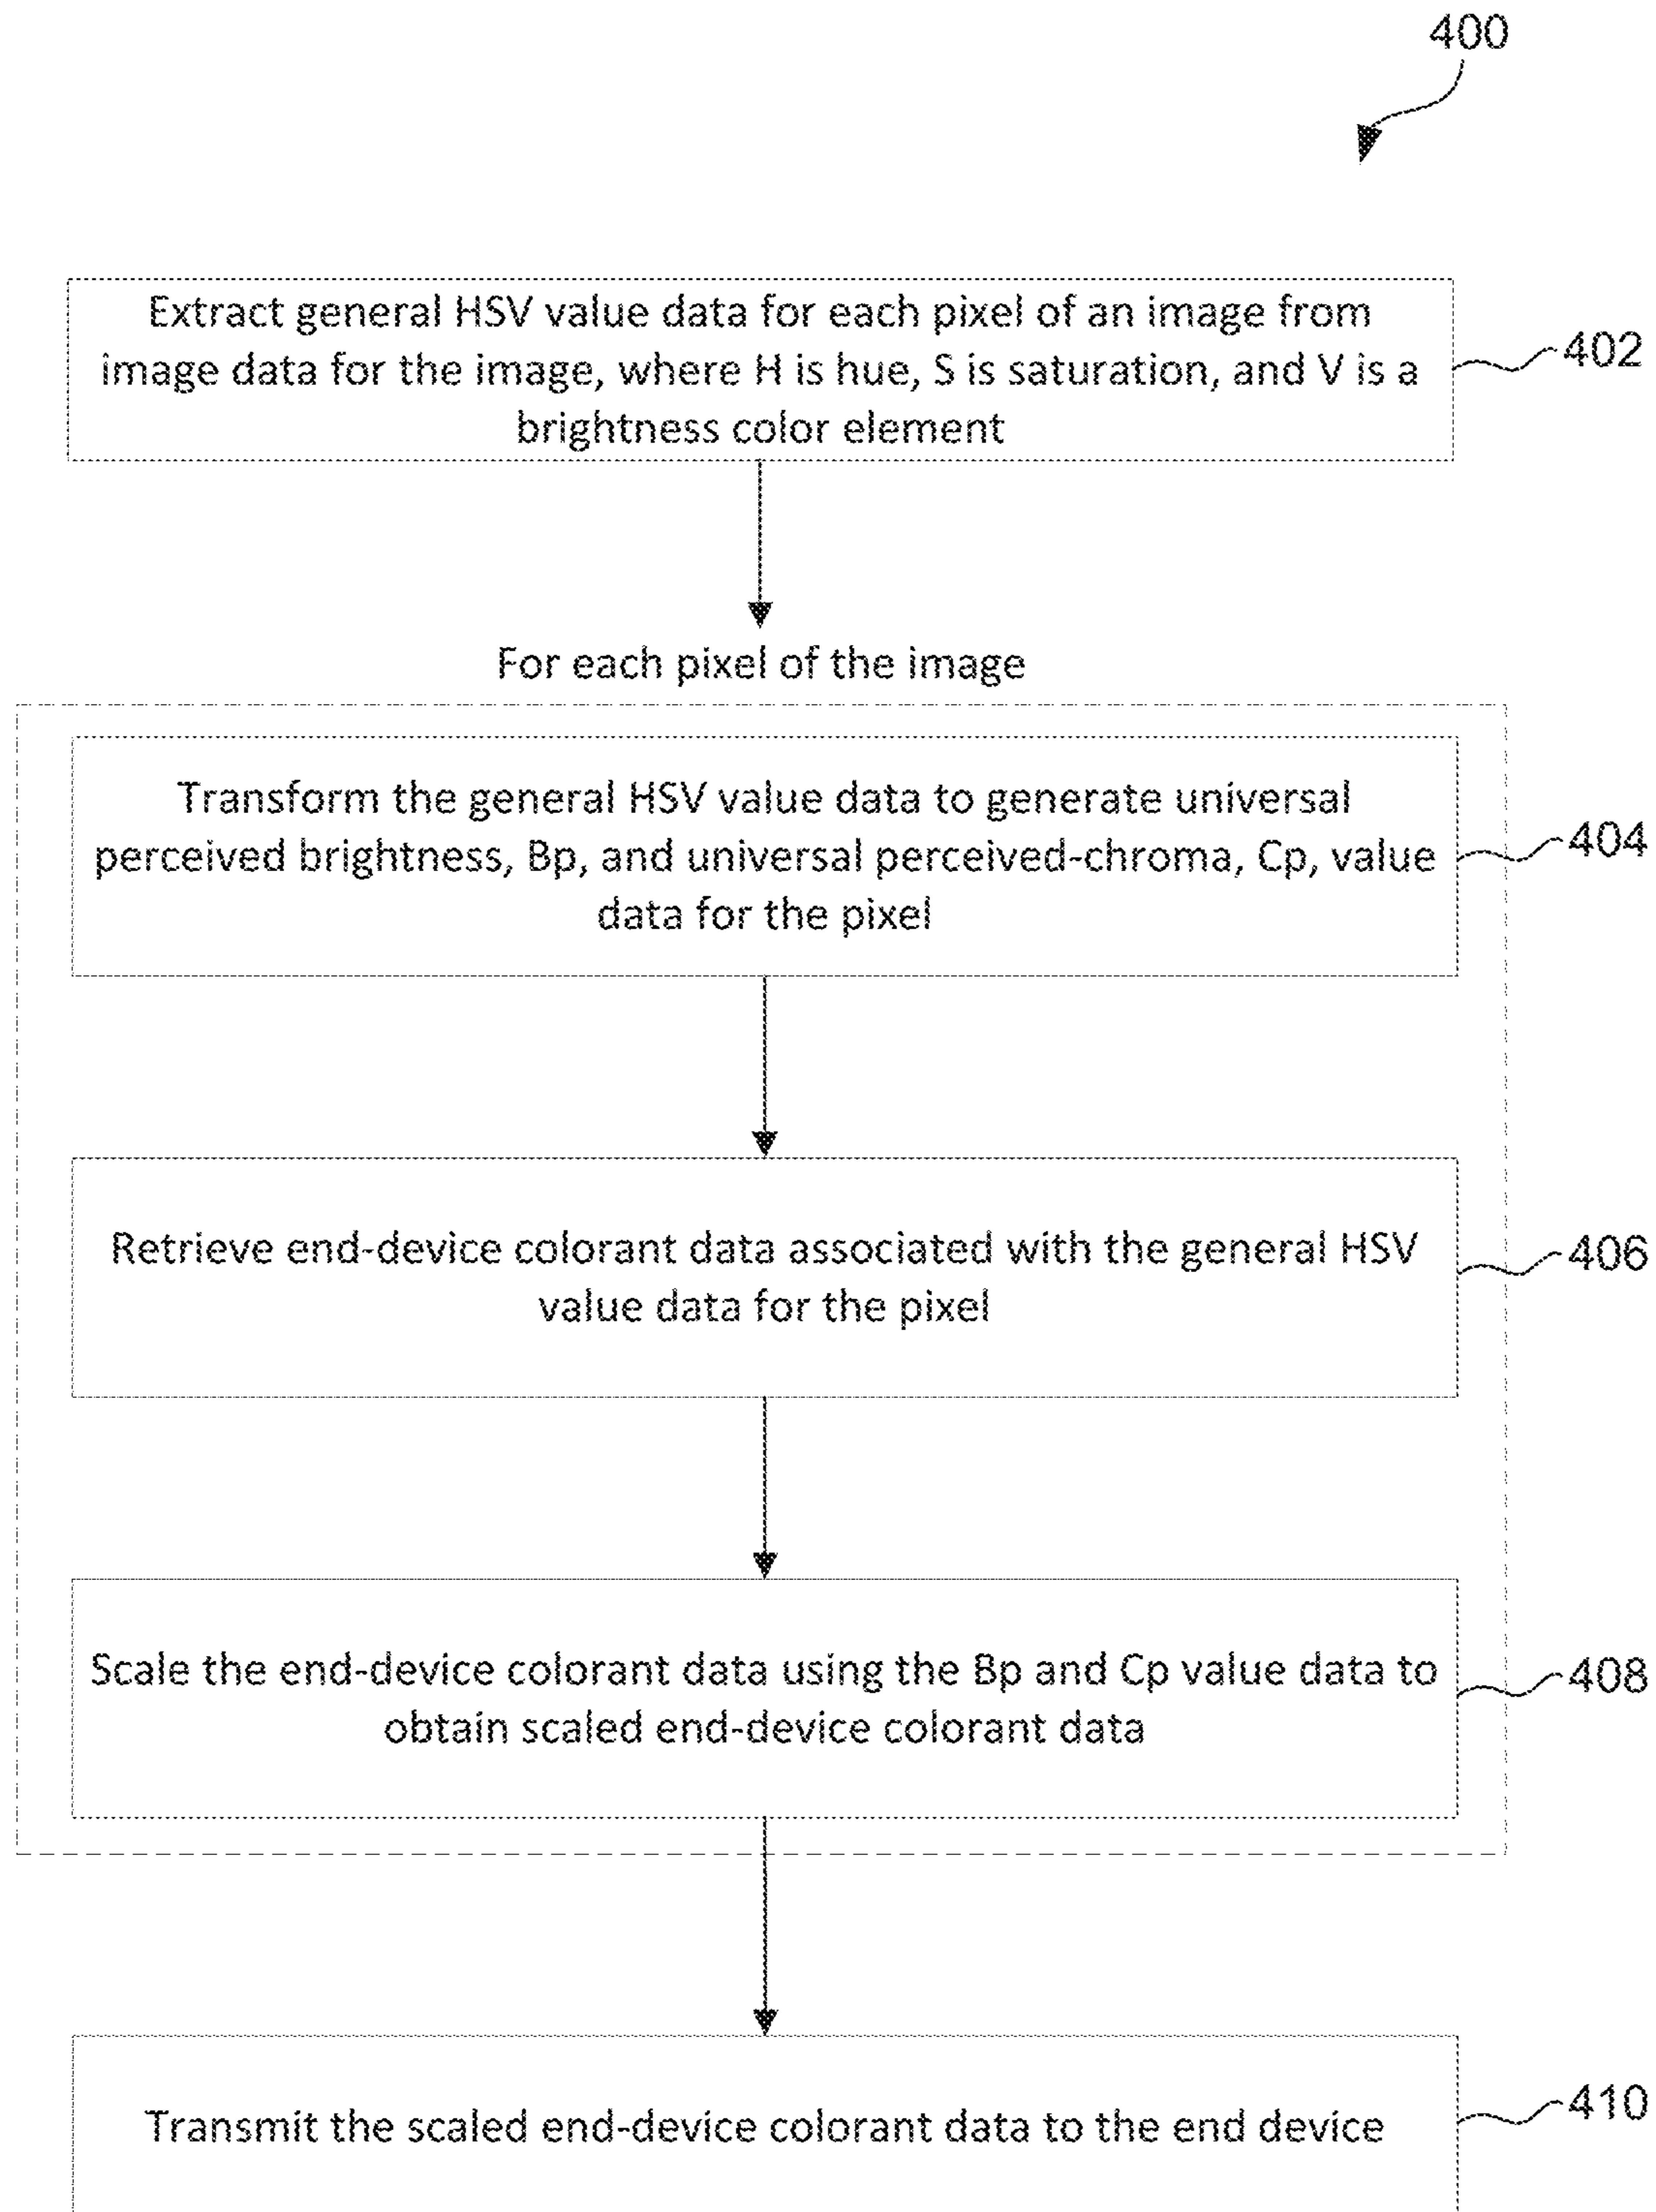 400
Extract general HSV value data for each pixel of an image from
image data for the image, where H is hue, S is saturation, and V is a
brightness color element
402
For each pixel of the image
Transform the general HSV value data to generate universal
perceived brightness, Bp, and universal perceived-chroma, Cp, value
data for the pixel
404
Retrieve end-device colorant data associated with the general HSV
value data for the pixel
406
Scale the end-device colorant data using the Bp and Cp value data to
obtain scaled end-device colorant data
408
Transmit the scaled end-device colorant data to the end device
410